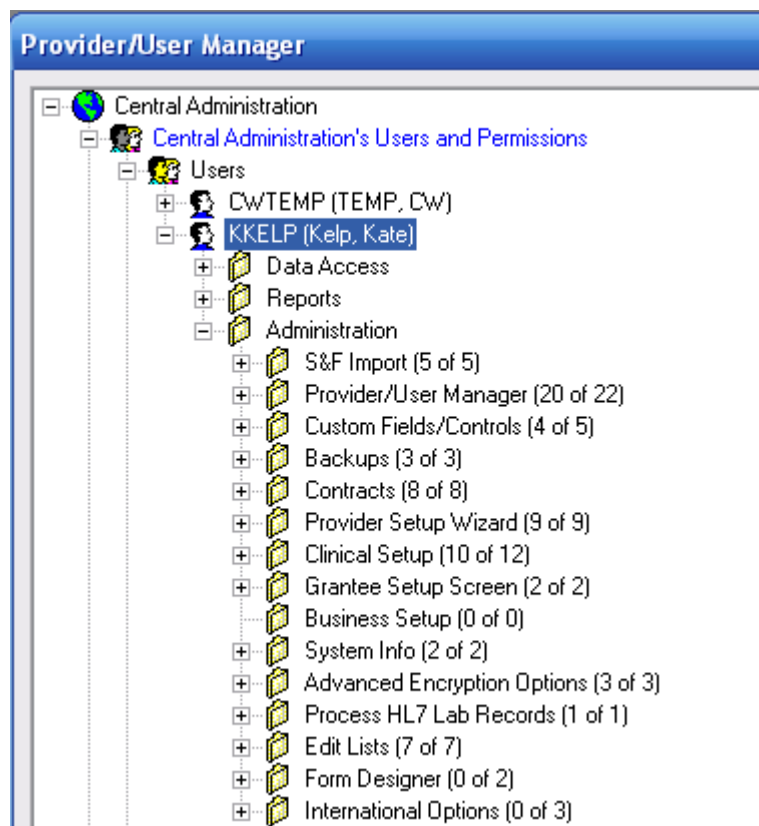 Provider/User Manager
Central Administration
Central Administration's Users and Permissions
Users
CWTEMP (TEMP, CW)
KKELP (Kelp, Kate)
Data Access
Reports
Administration
S&F Import (5 of 5)
Provider/User Manager (20 of 22)
Custom Fields/Controls (4 of 5)
Backups (3 of 3)
Contracts (8 of 8)
Provider Setup Wizard (9 of 9)
Clinical Setup (10 of 12)
Grantee Setup Screen (2 of 2)
Business Setup (0 of 0)
System Info (2 of 2)
Advanced Encryption Options (3 of 3)
Process HL7 Lab Records (1 of 1)
Edit Lists (7 of 7)
Form Designer (0 of 2)
International Options (0 of 3)